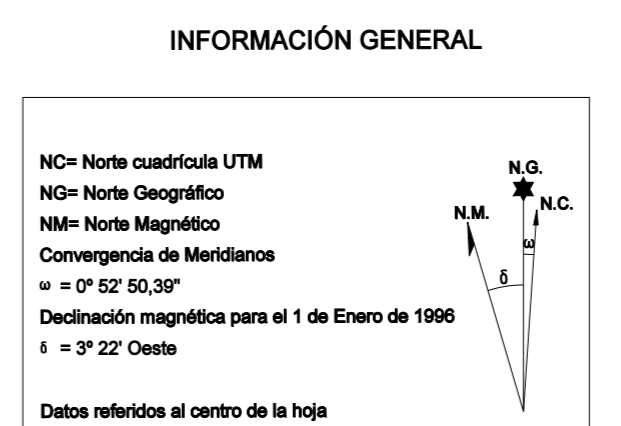 INFORMACIÓN GENERAL
NC= Norte cuadrícula UTM
NG= Norte Geográfico
NM= Norte Magnético
Convergencia de Meridianos
ω = 0º 52' 50,39"
Declinación magnética para el 1 de Enero de 1996
δ = 3º 22' Oeste
Datos referidos al centro de la hoja
N.G.
N.M.
N.C.
ω
δ